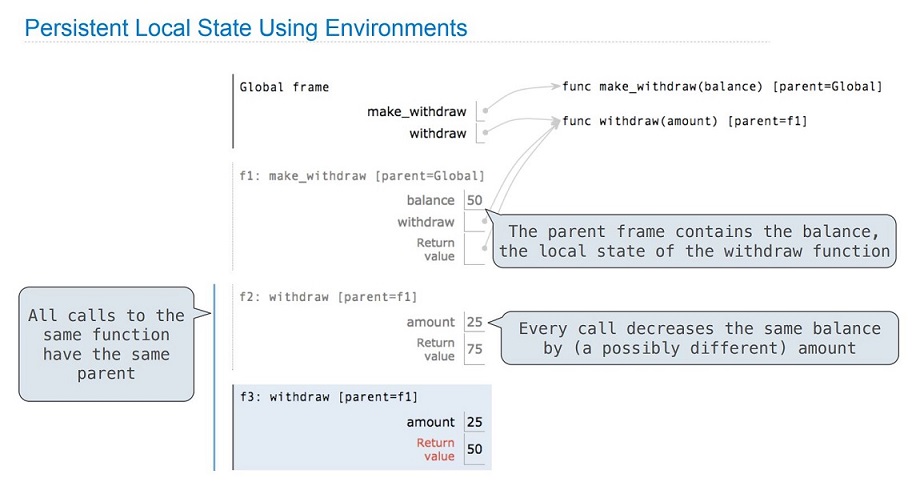 Persistent Local State Using Environments
Global frame
make_withdraw
withdraw
func make_withdraw(balance) [parent=Global]
func withdraw(amount) [parent=f1]
f1: make_withdraw [parent=Global]
balance 50
withdraw
Return
value
The parent frame contains the balance,
the local state of the withdraw function
All calls to the
same function
have the same
parent
f2: withdraw [parent=f1]
amount 25
Return
value 75
Every call decreases the same balance
by (a possibly different) amount
f3: withdraw [parent=f1]
amount 25
Return
value 50